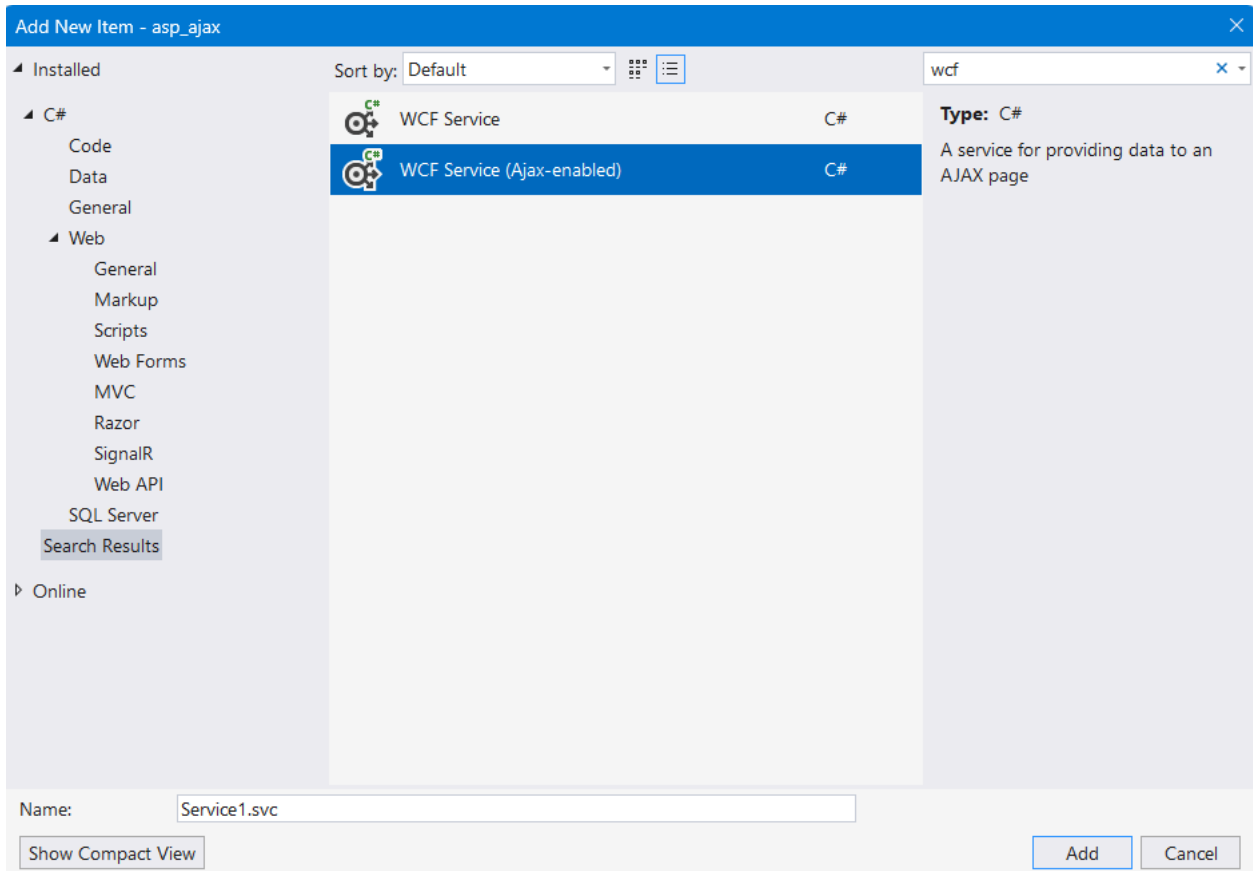 Add New Item - asp_ajax
Installed
Sort by: Default
wcf
C#
Code
Data
General
Web
General
Markup
Scripts
Web Forms
MVC
Razor
SignalR
Web API
SQL Server
Search Results
Online
C# WCF Service C#
C# WCF Service (Ajax-enabled) C#
Type: C#
A service for providing data to an
AJAX page
Name: Service1.svc
Show Compact View
Add
Cancel